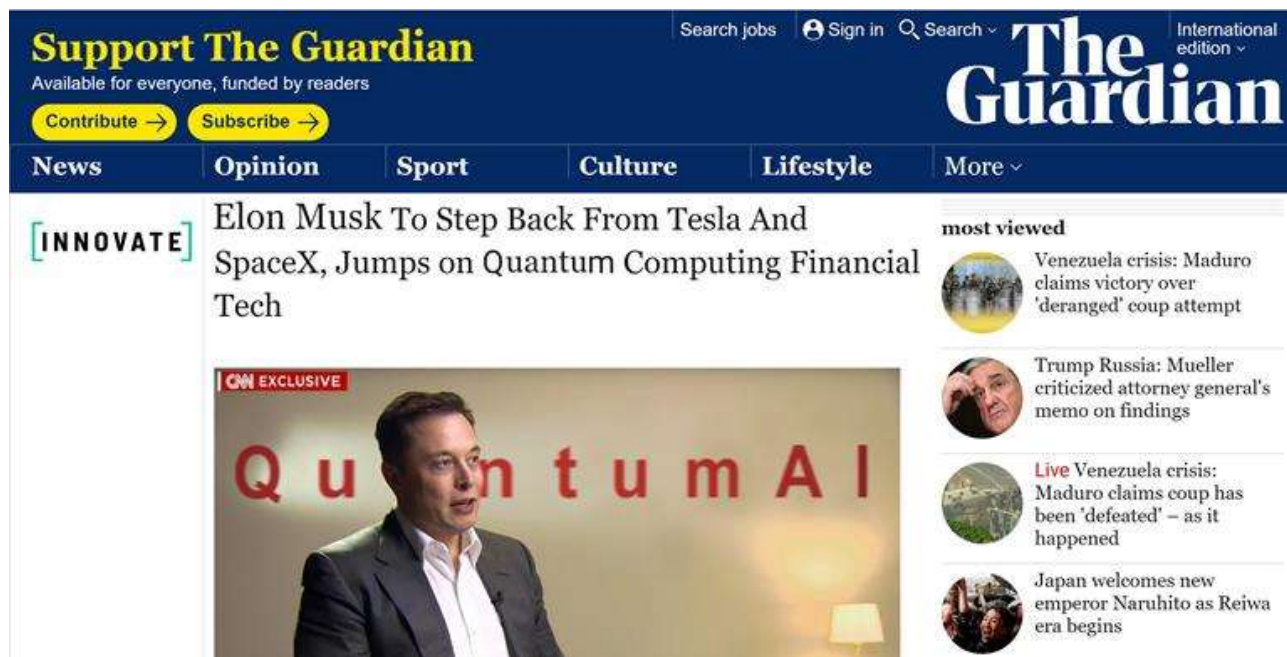 Support The Guardian
Available for everyone, funded by readers
Contribute →
Subscribe →
Search jobs
Sign in
Search
The
Guardian
International
edition
News
Opinion
Sport
Culture
Lifestyle
More
[INNOVATE]
Elon Musk To Step Back From Tesla And
SpaceX, Jumps on Quantum Computing Financial
Tech
CNN EXCLUSIVE
Qu ntumAI
most viewed
Venezuela crisis: Maduro
claims victory over
'deranged' coup attempt
Trump Russia: Mueller
criticized attorney general's
memo on findings
Live Venezuela crisis:
Maduro claims coup has
been 'defeated' – as it
happened
Japan welcomes new
emperor Naruhito as Reiwa
era begins